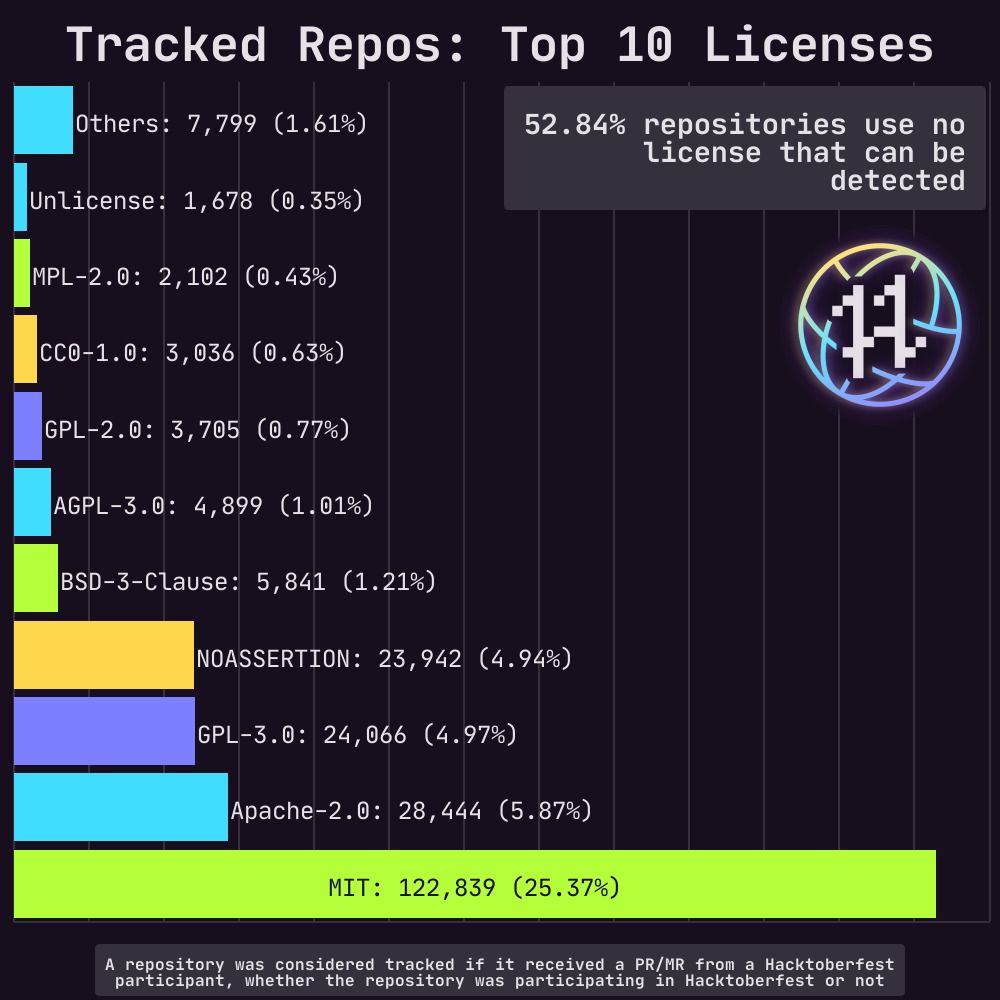 Tracked Repos: Top 10 Licenses
52.84% repositories use no
license that can be
detected
Others: 7,799 (1.61%)
Unlicense: 1,678 (0.35%)
MPL-2.0: 2,102 (0.43%)
CC0-1.0: 3,036 (0.63%)
GPL-2.0: 3,705 (0.77%)
AGPL-3.0: 4,899 (1.01%)
BSD-3-Clause: 5,841 (1.21%)
NOASSERTION: 23,942 (4.94%)
GPL-3.0: 24,066 (4.97%)
Apache-2.0: 28,444 (5.87%)
MIT: 122,839 (25.37%)
A repository was considered tracked if it received a PR/MR from a Hacktoberfest
participant, whether the repository was participating in Hacktoberfest or not